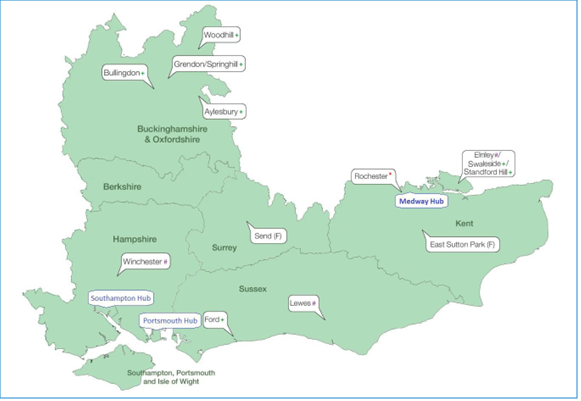 Woodhill +
Grendon/Springhill +
Bullingdon +
Aylesbury +
Buckinghamshire
& Oxfordshire
Elmley #/
Swaleside +/
Standford Hill +
Rochester *
Medway Hub
Berkshire
Kent
Send (F)
Hampshire
Surrey
East Sutton Park (F)
Winchester #
Sussex
Southampton Hub
Lewes #
Portsmouth Hub
Ford +
Southampton, Portsmouth
and Isle of Wight